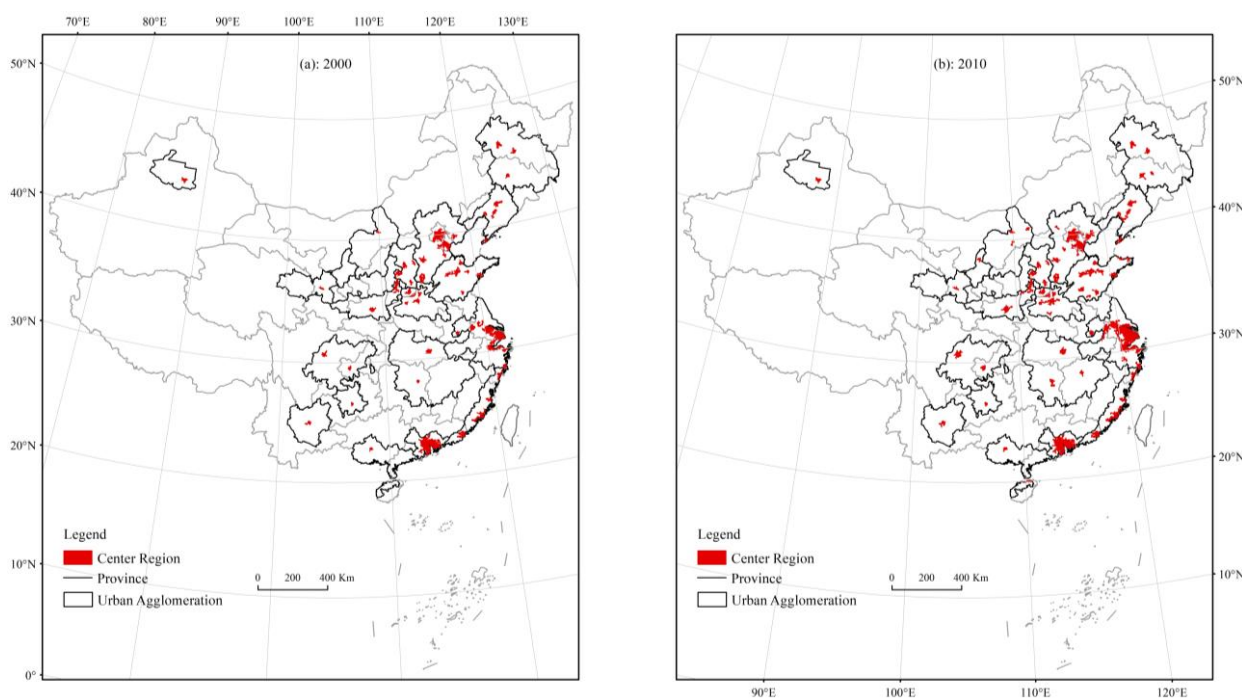 70°E 80°E 90°E 100°E 110°E 120°E 130°E
(a): 2000
50°N
40°N
30°N
20°N
10°N
0°
Legend
Center Region
Province
Urban Agglomeration
0 200 400 Km
(b): 2010
50°N
40°N
30°N
20°N
10°N
Legend
Center Region
Province
Urban Agglomeration
0 200 400 Km
90°E 100°E 110°E 120°E